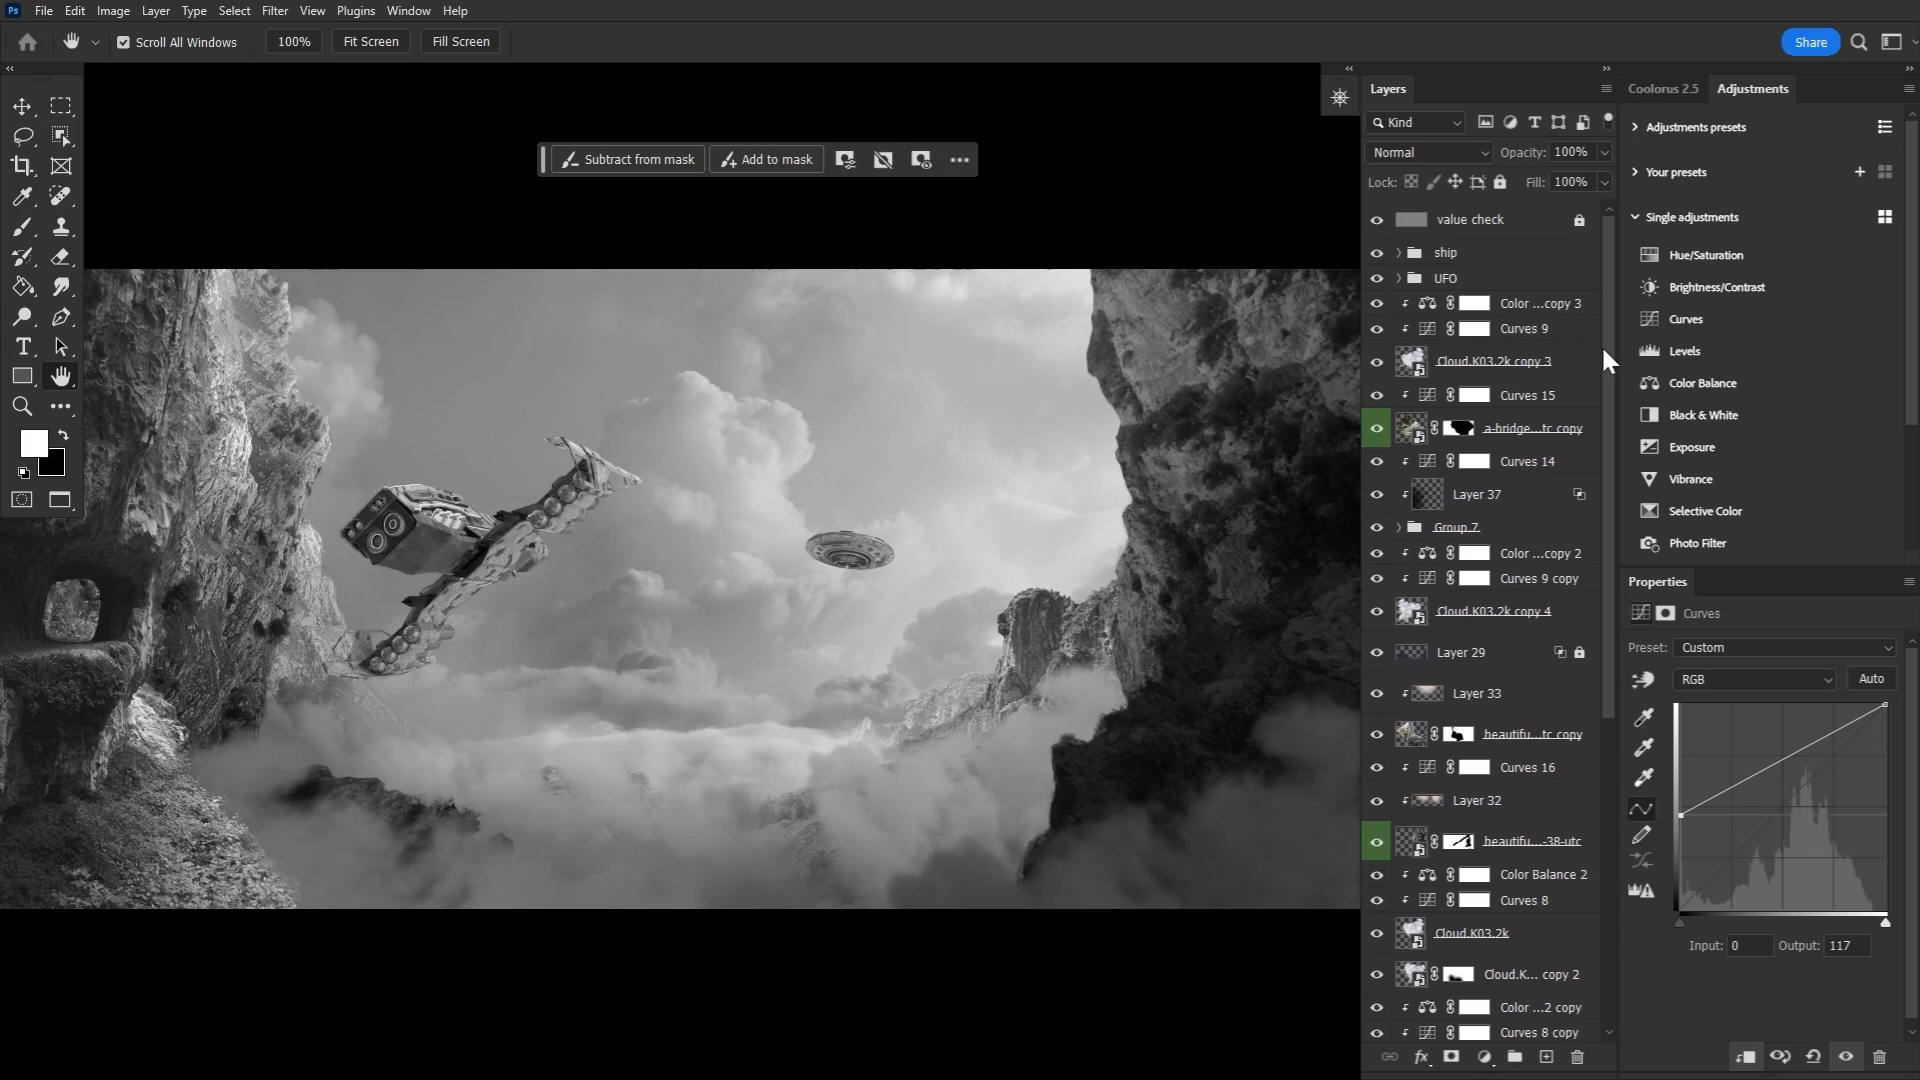 Ps File Edit Image Layer Type Select Filter View Plugins Window Help
Scroll All Windows 100% Fit Screen Fill Screen
Share
Subtract from mask Add to mask
Layers
Kind
Normal Opacity: 100%
Lock: Fill: 100%
value check
ship
UFO
Color ...copy 3
Curves 9
Cloud.K03.2k copy 3
Curves 15
a-bridge...tc copy
Curves 14
Layer 37
Group 7
Color ...copy 2
Curves 9 copy
Cloud.K03.2k copy 4
Layer 29
Layer 33
beautifu...tc copy
Curves 16
Layer 32
beautifu...-38-utc
Color Balance 2
Curves 8
Cloud.K03.2k
Cloud.K... copy 2
Color ...2 copy
Curves 8 copy
fx
Coolorus 2.5 Adjustments
Adjustments presets
Your presets
Single adjustments
Hue/Saturation
Brightness/Contrast
Curves
Levels
Color Balance
Black & White
Exposure
Vibrance
Selective Color
Photo Filter
Properties
Curves
Preset: Custom
RGB Auto
Input: 0 Output: 117